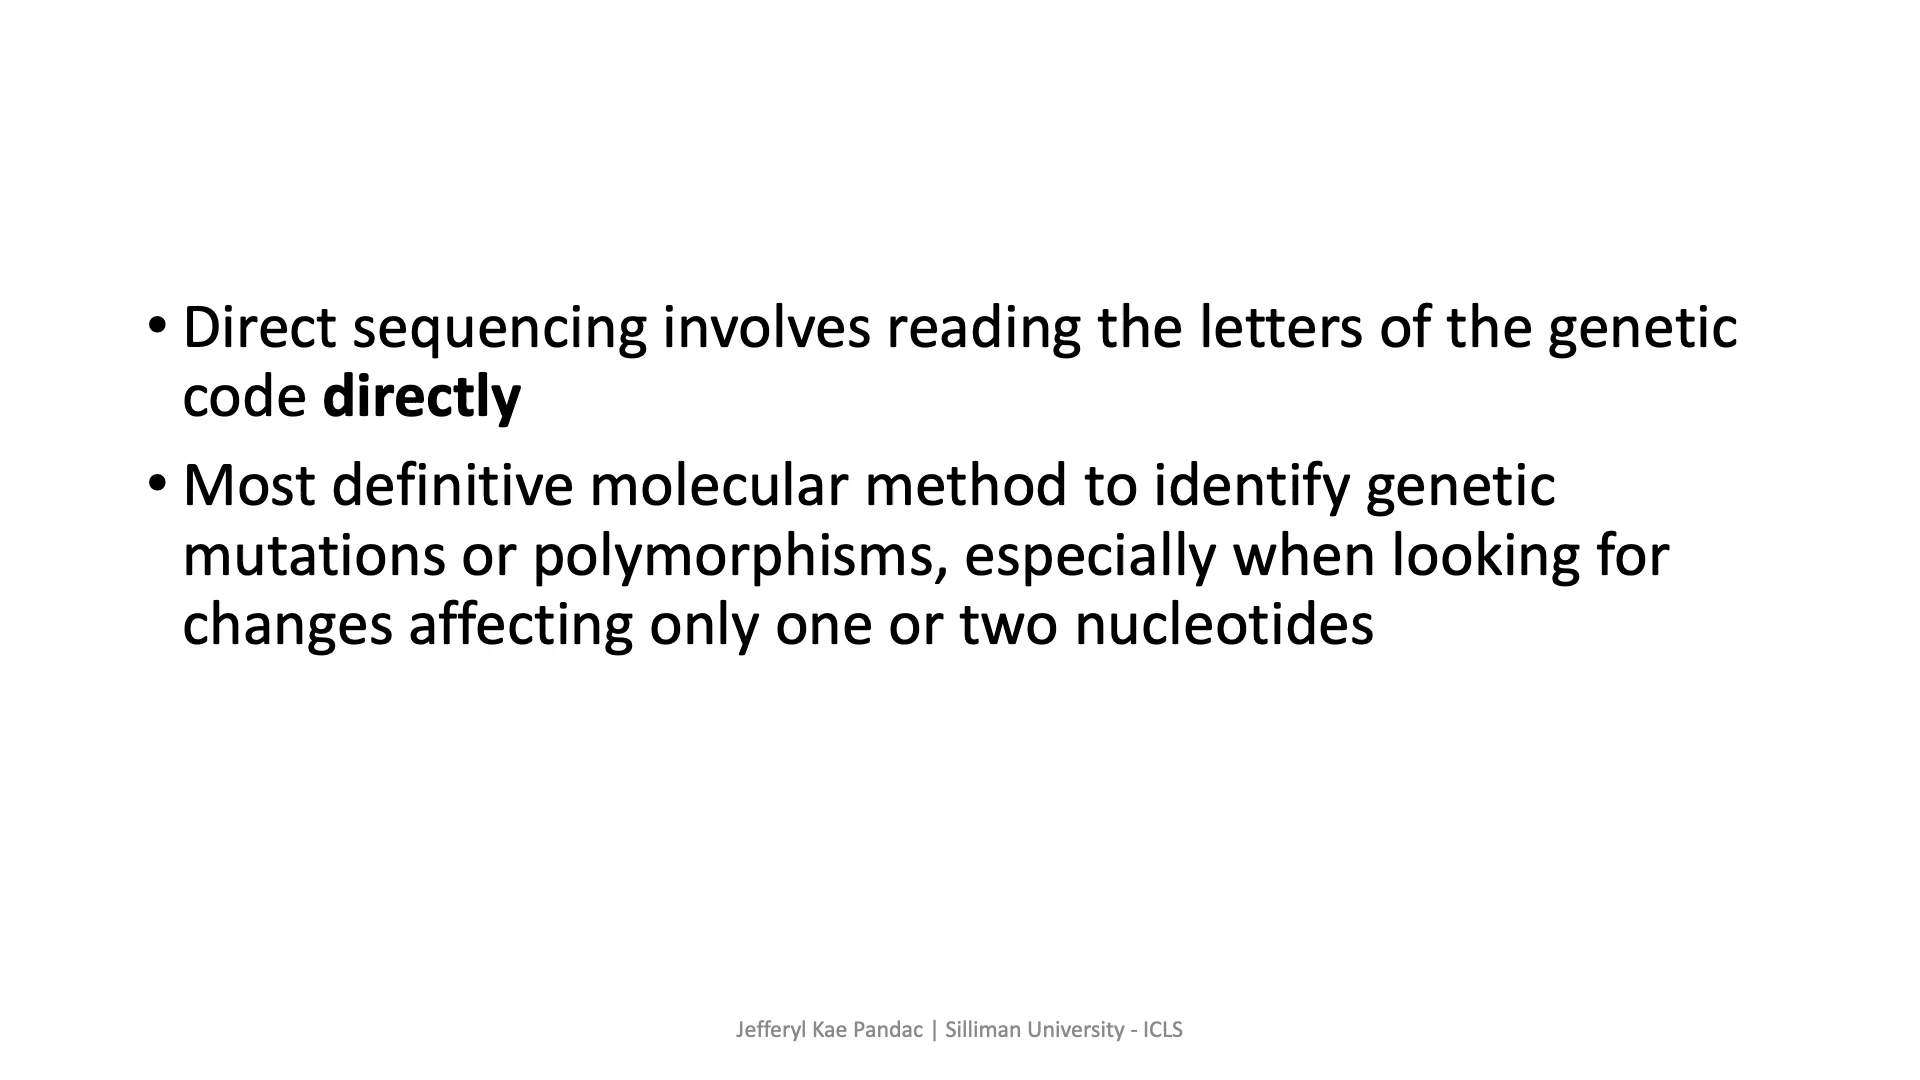 • Direct sequencing involves reading the letters of the genetic
code directly
• Most definitive molecular method to identify genetic
mutations or polymorphisms, especially when looking for
changes affecting only one or two nucleotides
Jefferyl Kae Pandac | Silliman University - ICLS